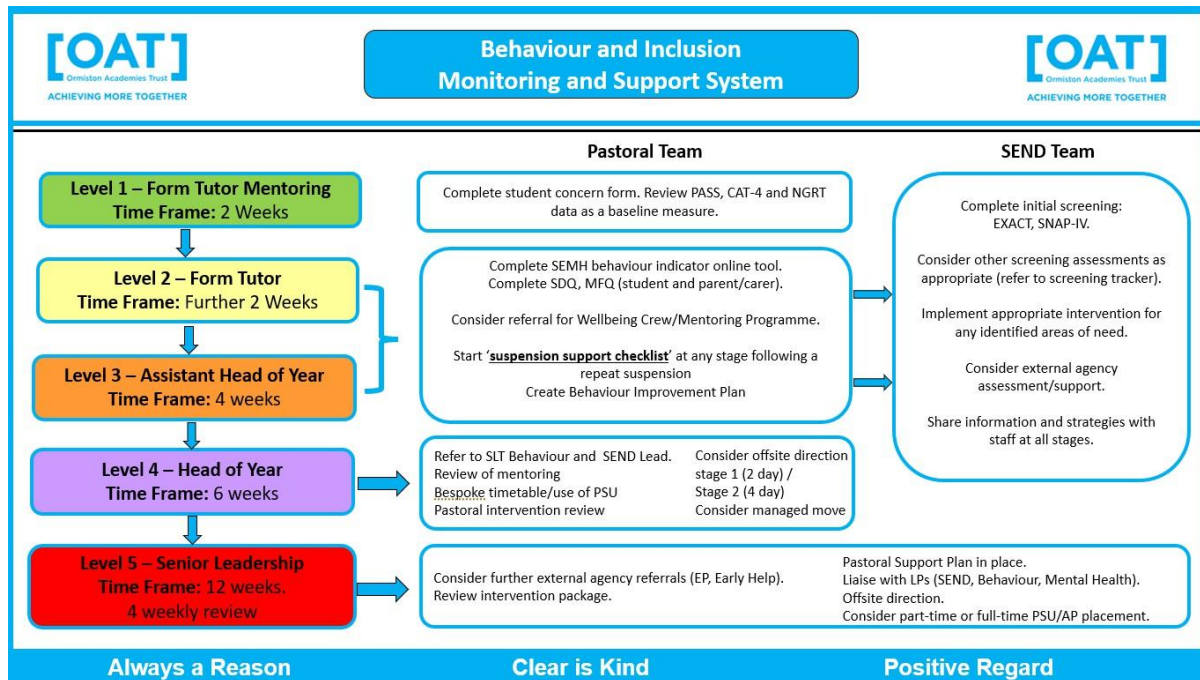 [OAT]
Ormiston Academies Trust
ACHIEVING MORE TOGETHER
Behaviour and Inclusion
Monitoring and Support System
[OAT]
Ormiston Academies Trust
ACHIEVING MORE TOGETHER
Pastoral Team
SEND Team
Level 1 – Form Tutor Mentoring
Time Frame: 2 Weeks
Complete student concern form. Review PASS, CAT-4 and NGRT
data as a baseline measure.
Level 2 – Form Tutor
Time Frame: Further 2 Weeks
Level 3 – Assistant Head of Year
Time Frame: 4 weeks
Complete SEMH behaviour indicator online tool.
Complete SDQ, MFQ (student and parent/carer).
Consider referral for Wellbeing Crew/Mentoring Programme.
Start ‘suspension support checklist’ at any stage following a
repeat suspension
Create Behaviour Improvement Plan
Complete initial screening:
EXACT, SNAP-IV.
Consider other screening assessments as
appropriate (refer to screening tracker).
Implement appropriate intervention for
any identified areas of need.
Consider external agency
assessment/support.
Share information and strategies with
staff at all stages.
Level 4 – Head of Year
Time Frame: 6 weeks
Refer to SLT Behaviour and SEND Lead.
Review of mentoring
Bespoke timetable/use of PSU
Pastoral intervention review
Consider offsite direction
stage 1 (2 day) /
Stage 2 (4 day)
Consider managed move
Level 5 – Senior Leadership
Time Frame: 12 weeks.
4 weekly review
Consider further external agency referrals (EP, Early Help).
Review intervention package.
Pastoral Support Plan in place.
Liaise with LPs (SEND, Behaviour, Mental Health).
Offsite direction.
Consider part-time or full-time PSU/AP placement.
Always a Reason
Clear is Kind
Positive Regard